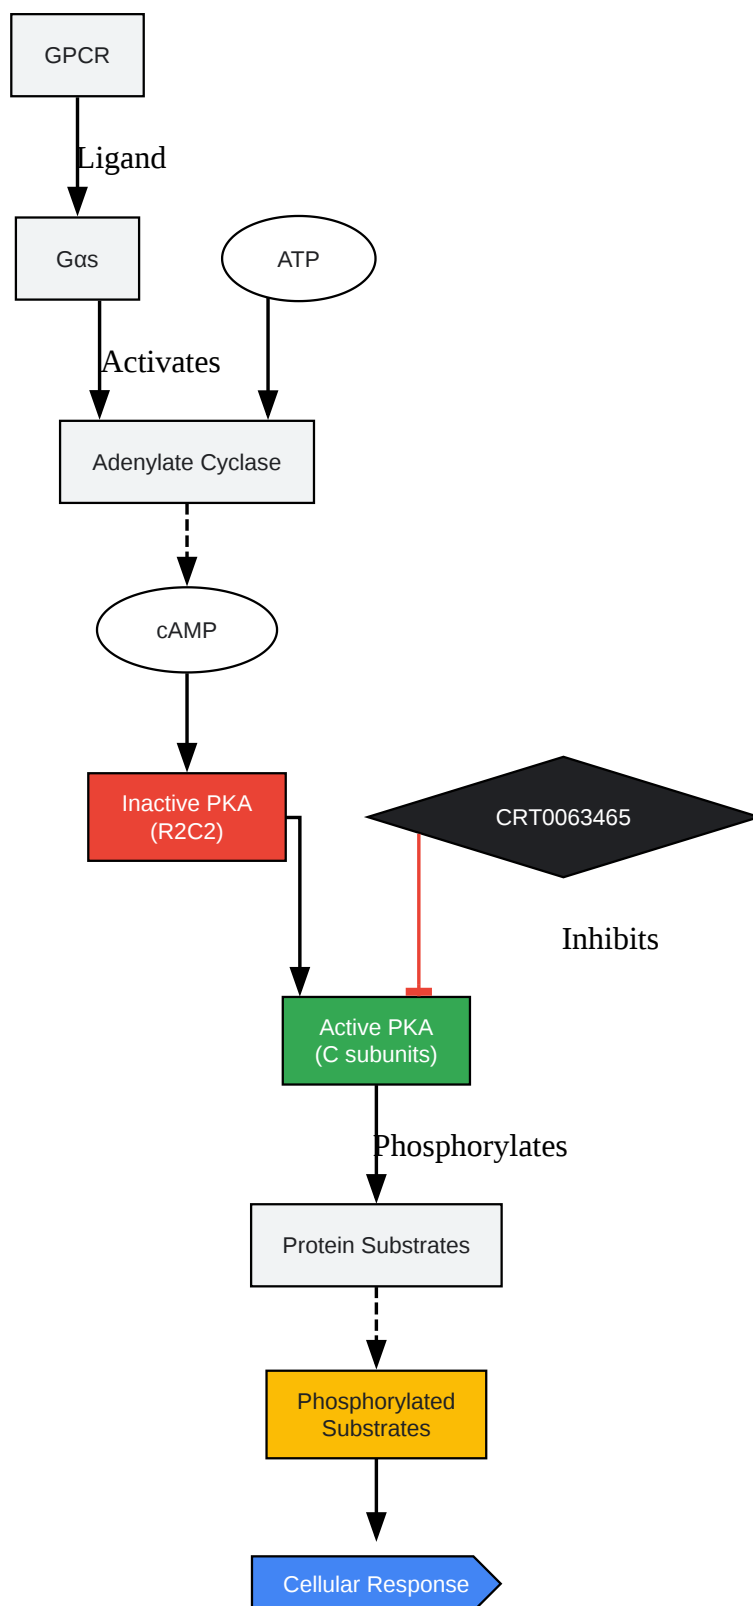 GPCR
Ligand
Gαs
ATP
Activates
Adenylate Cyclase
cAMP
Inactive PKA
(R2C2)
CRT0063465
Inhibits
Active PKA
(C subunits)
Phosphorylates
Protein Substrates
Phosphorylated
Substrates
Cellular Response